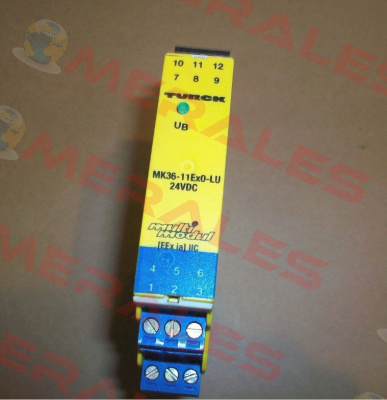 10 11 12
7 8 9
TURCK
UB
MK36-11Ex0-LU
24VDC
multi
modul
[EEx ia] IIC
4 5 6
1 2 3
MERALES
MERALES
MERALES